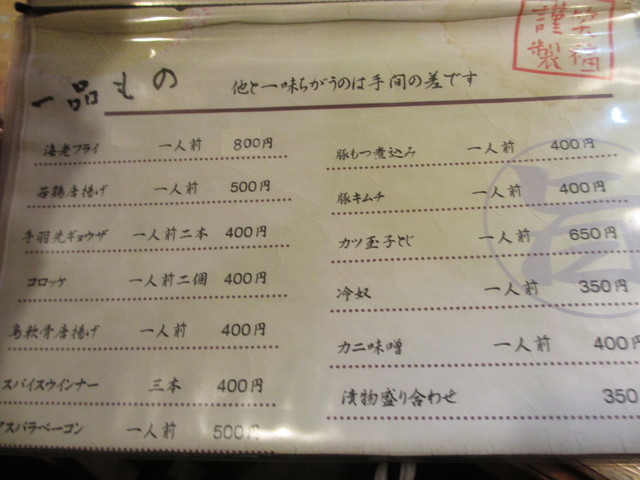 一品もの
他と一味ちがうのは手間の差です
謹製
笑福
海老フライ 一人前 800円
若鶏唐揚げ 一人前 500円
手羽先ギョウザ 一人前二本 400円
コロッケ 一人前二個 400円
鳥軟骨唐揚げ 一人前 400円
スパイスウインナー 三本 400円
アスパラベーコン 一人前 500円
豚もつ煮込み 一人前 400円
豚キムチ 一人前 400円
カツ玉子とじ 一人前 650円
冷奴 一人前 350円
カニ味噌 一人前 400円
漬物盛り合わせ 350